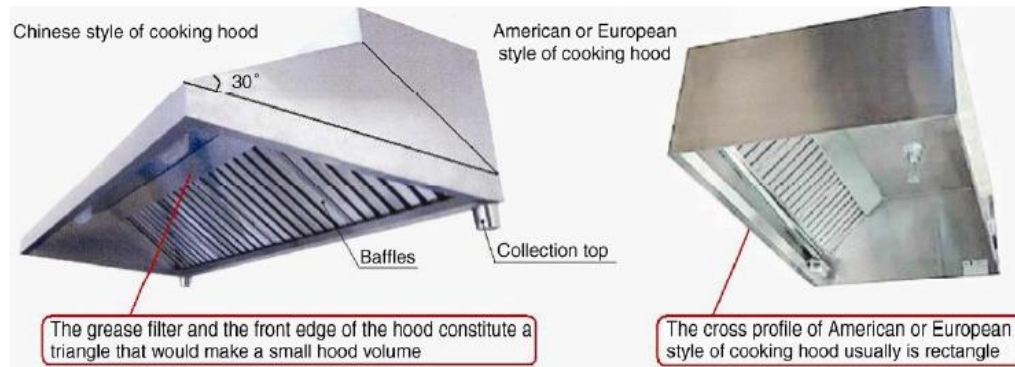 Chinese style of cooking hood
American or European
style of cooking hood
30°
Baffles
Collection top
The grease filter and the front edge of the hood constitute a
triangle that would make a small hood volume
The cross profile of American or European
style of cooking hood usually is rectangle